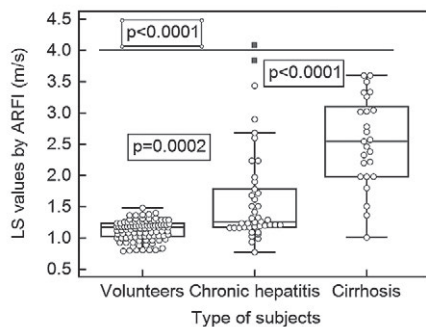 LS values by ARFI (m/s)
4.5
4.0
3.5
3.0
2.5
2.0
1.5
1.0
0.5
p<0.0001
p<0.0001
p=0.0002
Volunteers Chronic hepatitis Cirrhosis
Type of subjects